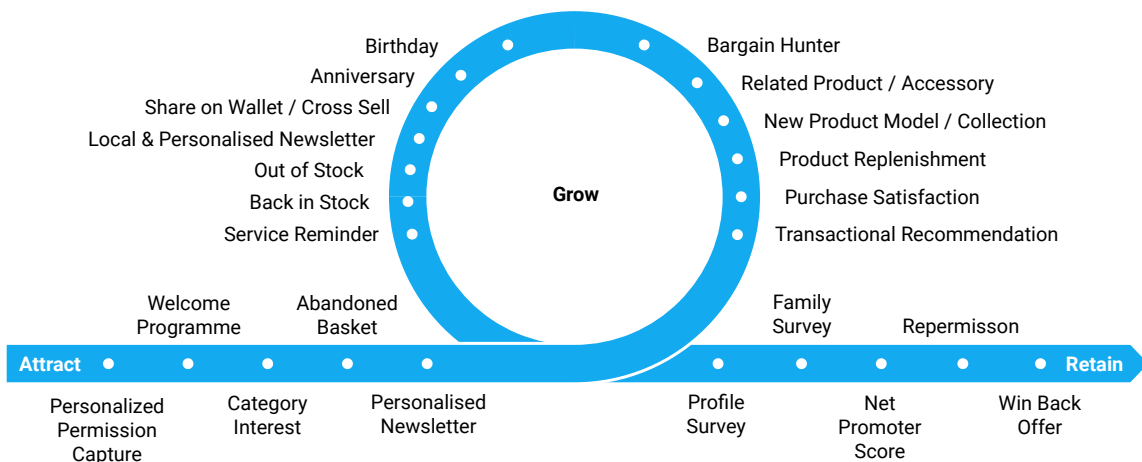 Birthday
Anniversary
Share on Wallet / Cross Sell
Local & Personalised Newsletter
Out of Stock
Back in Stock
Service Reminder
Grow
Bargain Hunter
Related Product / Accessory
New Product Model / Collection
Product Replenishment
Purchase Satisfaction
Transactional Recommendation
Welcome
Programme
Abandoned
Basket
Family
Survey
Repermisson
Attract
Retain
Personalized
Permission
Capture
Category
Interest
Personalised
Newsletter
Profile
Survey
Net
Promoter
Score
Win Back
Offer